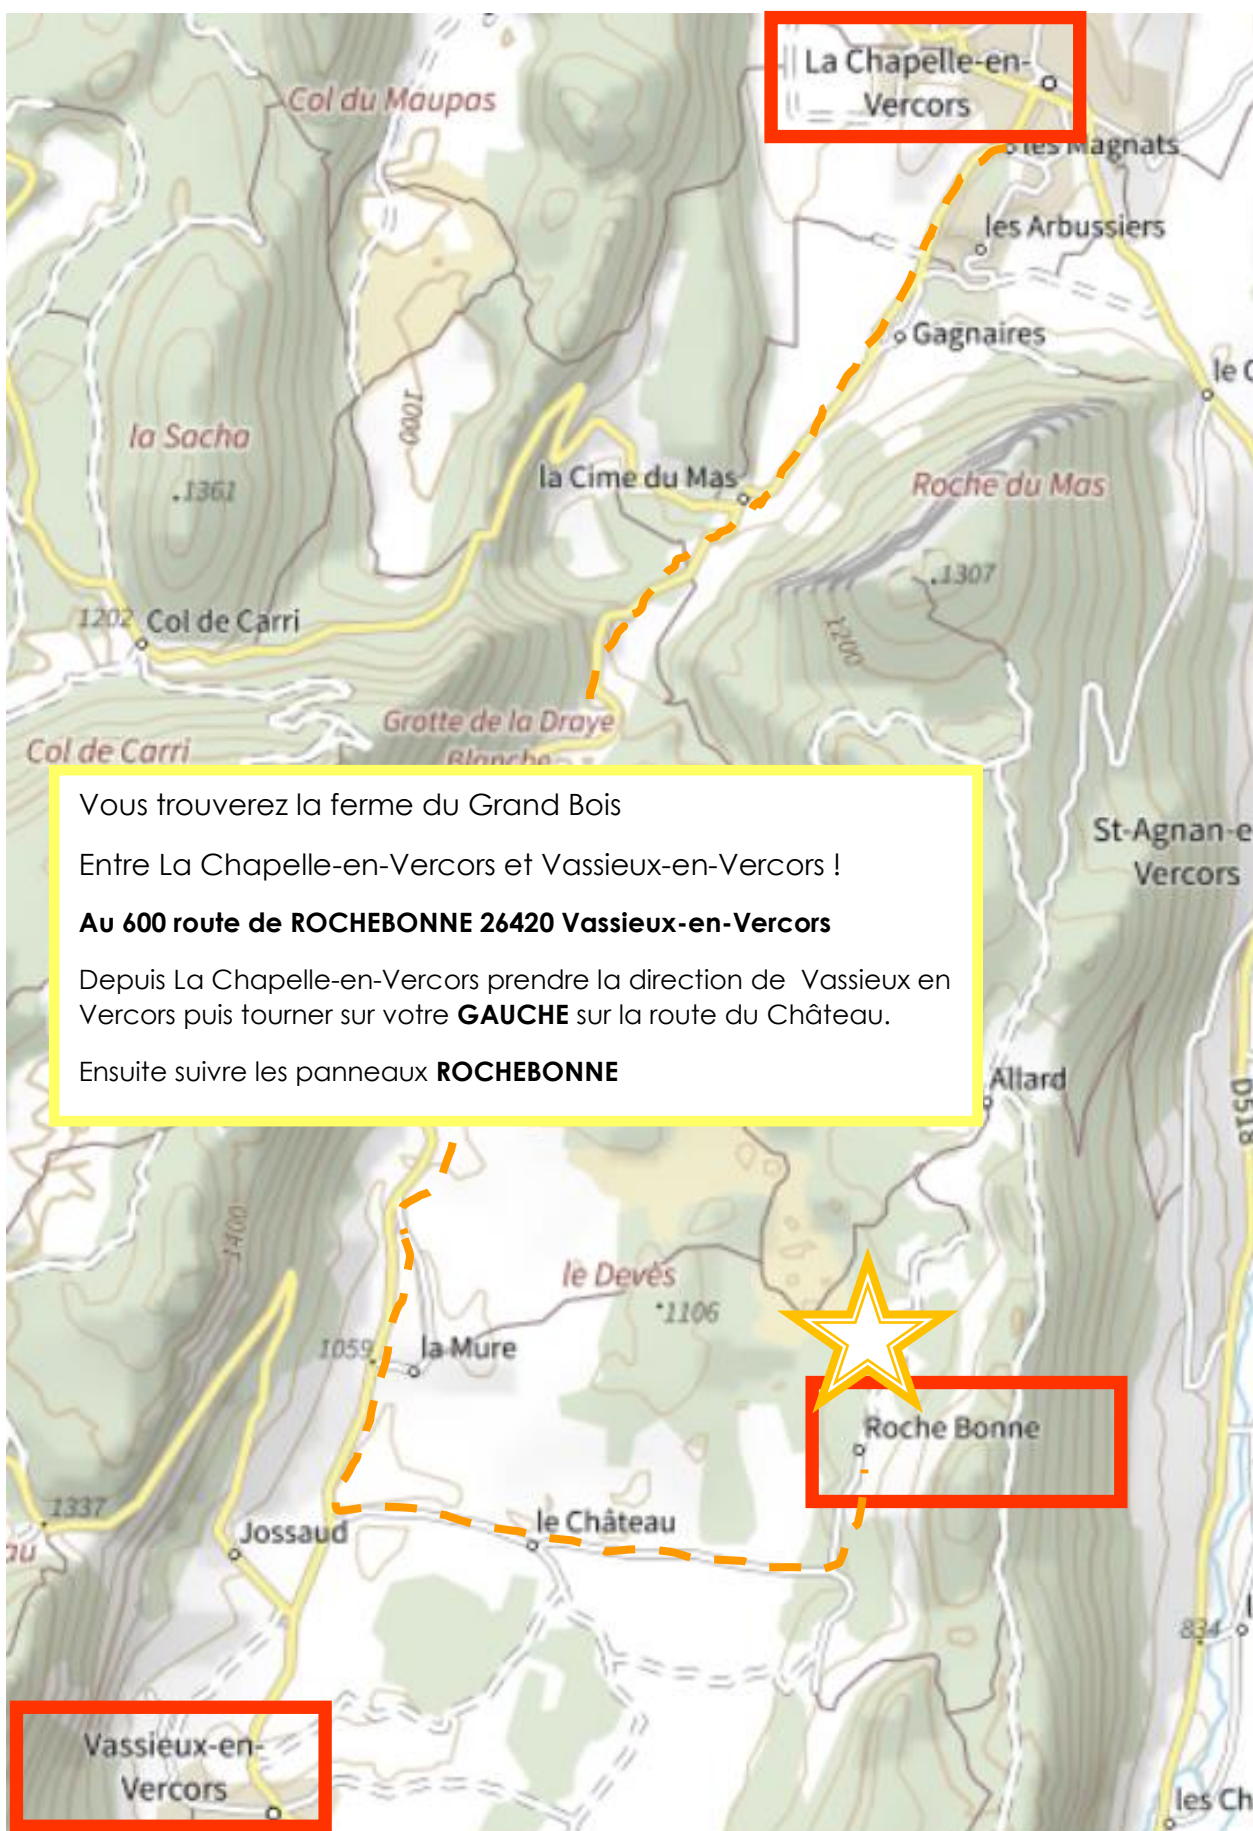 La Chapelle-en-
Vercors
Col du Maupas
les Magnats
les Arbussiers
Gagnaires
le C
1000
la Sacha
1361
la Cime du Mas
Roche du Mas
1307
1202 Col de Carri
1200
Grotte de la Draye
Blanche
Col de Carri
Vous trouverez la ferme du Grand Bois
Entre La Chapelle-en-Vercors et Vassieux-en-Vercors !
Au 600 route de ROCHEBONNE 26420 Vassieux-en-Vercors
Depuis La Chapelle-en-Vercors prendre la direction de Vassieux en
Vercors puis tourner sur votre GAUCHE sur la route du Château.
Ensuite suivre les panneaux ROCHEBONNE
St-Agnan-e
Vercors
Allard
D518
1400
le Devès
1106
1059
la Mure
Roche Bonne
1337
au
Jossaud
le Château
834
l
Vassieux-en-
Vercors
les Ch